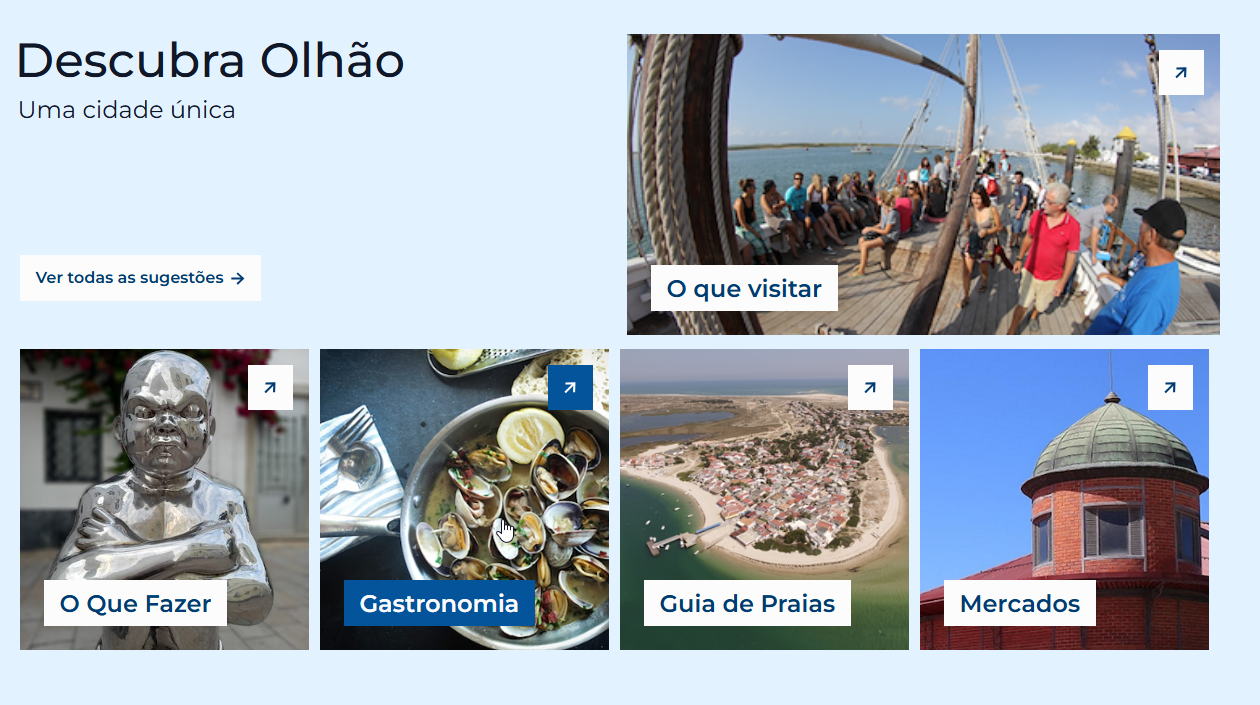 Descubra Olhão
Uma cidade única
Ver todas as sugestões →
O que visitar
O Que Fazer
Gastronomia
Guia de Praias
Mercados